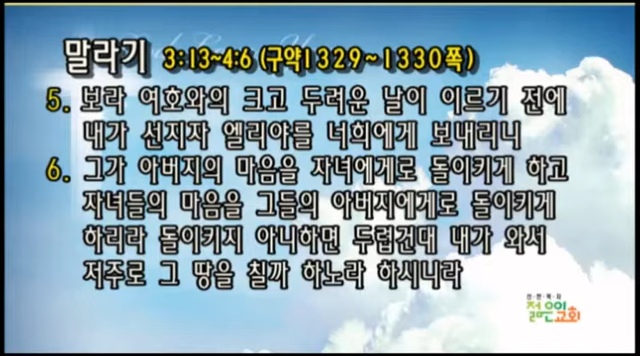 말라기 3:13~4:6 (구약1329~1330쪽)
5. 보라 여호와의 크고 두려운 날이 이르기 전에
내가 선지자 엘리야를 너희에게 보내리니
6. 그가 아버지의 마음을 자녀에게로 돌이키게 하고
자녀들의 마음을 그들의 아버지에게로 돌이키게
하리라 돌이키지 아니하면 두렵건대 내가 와서
저주로 그 땅을 칠까 하노라 하시니라
젊은이교회